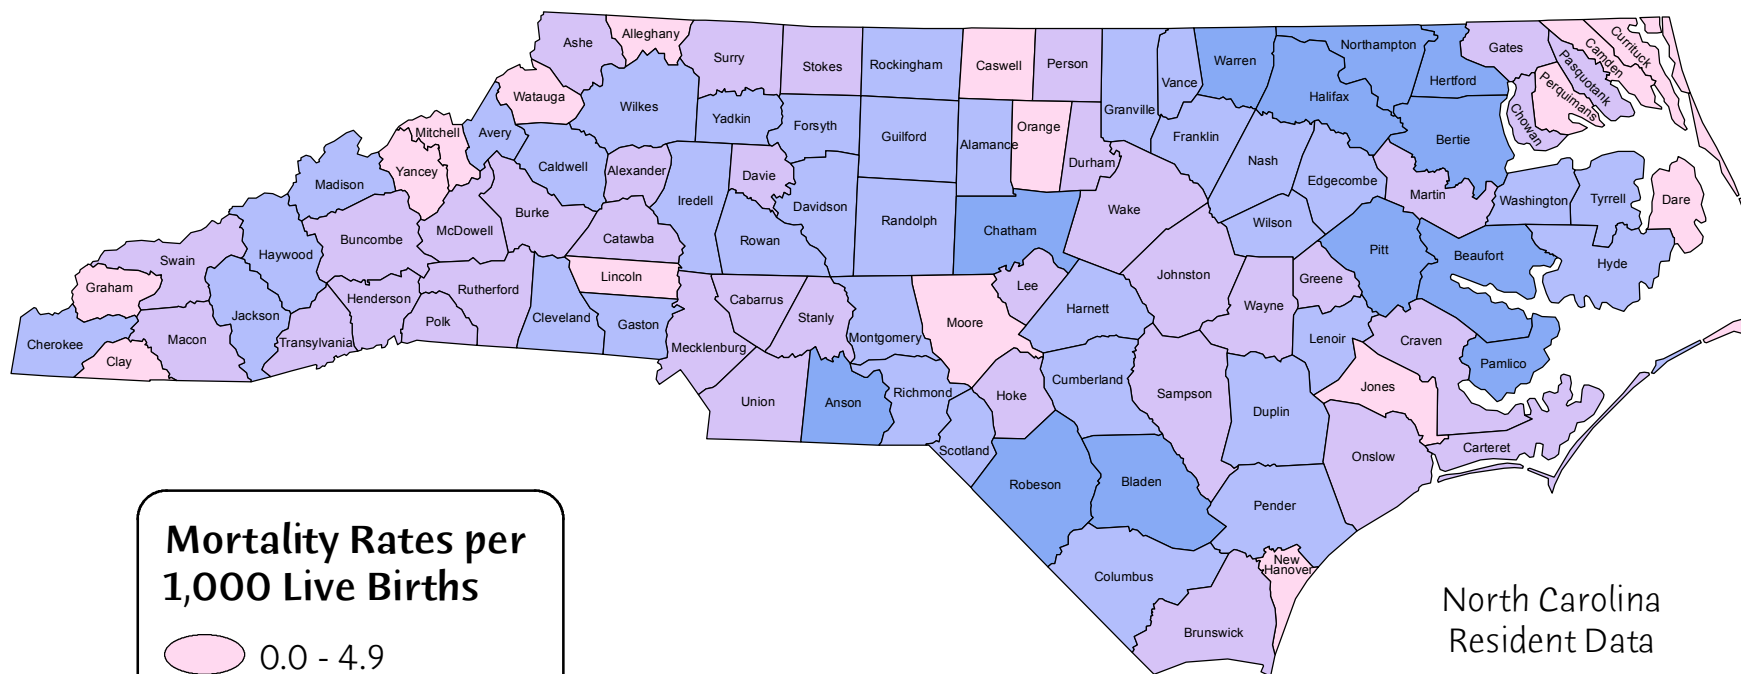 Alleghany
Ashe
Surry
Stokes
Rockingham
Caswell
Person
Vance
Warren
Northampton
Gates
Currituck
Camden
Pasquotank
Perquimans
Chowan
Hertford
Halifax
Granville
Watauga
Wilkes
Yadkin
Forsyth
Guilford
Alamance
Orange
Durham
Franklin
Nash
Edgecombe
Bertie
Martin
Washington
Tyrrell
Dare
Mitchell
Avery
Yancey
Madison
Caldwell
Alexander
Davie
Iredell
Davidson
Randolph
Chatham
Wake
Wilson
Pitt
Beaufort
Hyde
Burke
McDowell
Buncombe
Haywood
Swain
Catawba
Rowan
Graham
Lincoln
Rutherford
Henderson
Polk
Cleveland
Gaston
Cabarrus
Stanly
Montgomery
Moore
Lee
Harnett
Johnston
Wayne
Greene
Lenoir
Craven
Pamlico
Cherokee
Clay
Macon
Jackson
Transylvania
Mecklenburg
Union
Anson
Richmond
Hoke
Cumberland
Sampson
Duplin
Jones
Scotland
Onslow
Carteret
Robeson
Bladen
Pender
Columbus
New
Hanover
Brunswick
Mortality Rates per
1,000 Live Births
0.0 - 4.9
North Carolina
Resident Data